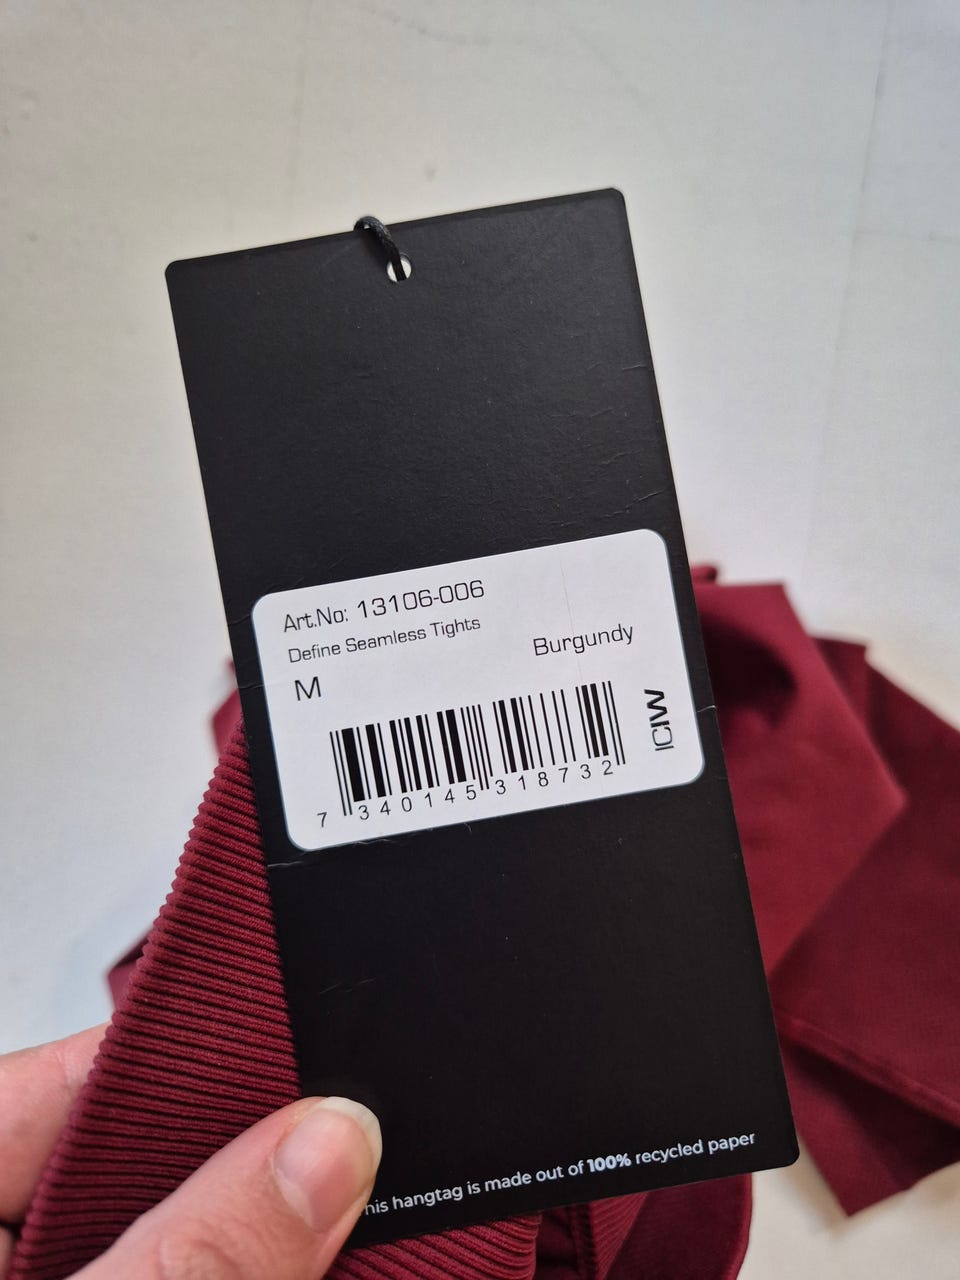 Art.No: 13106-006
Define Seamless Tights
Burgundy
M
ICIW
7 340145 318732
his hangtag is made out of 100% recycled paper